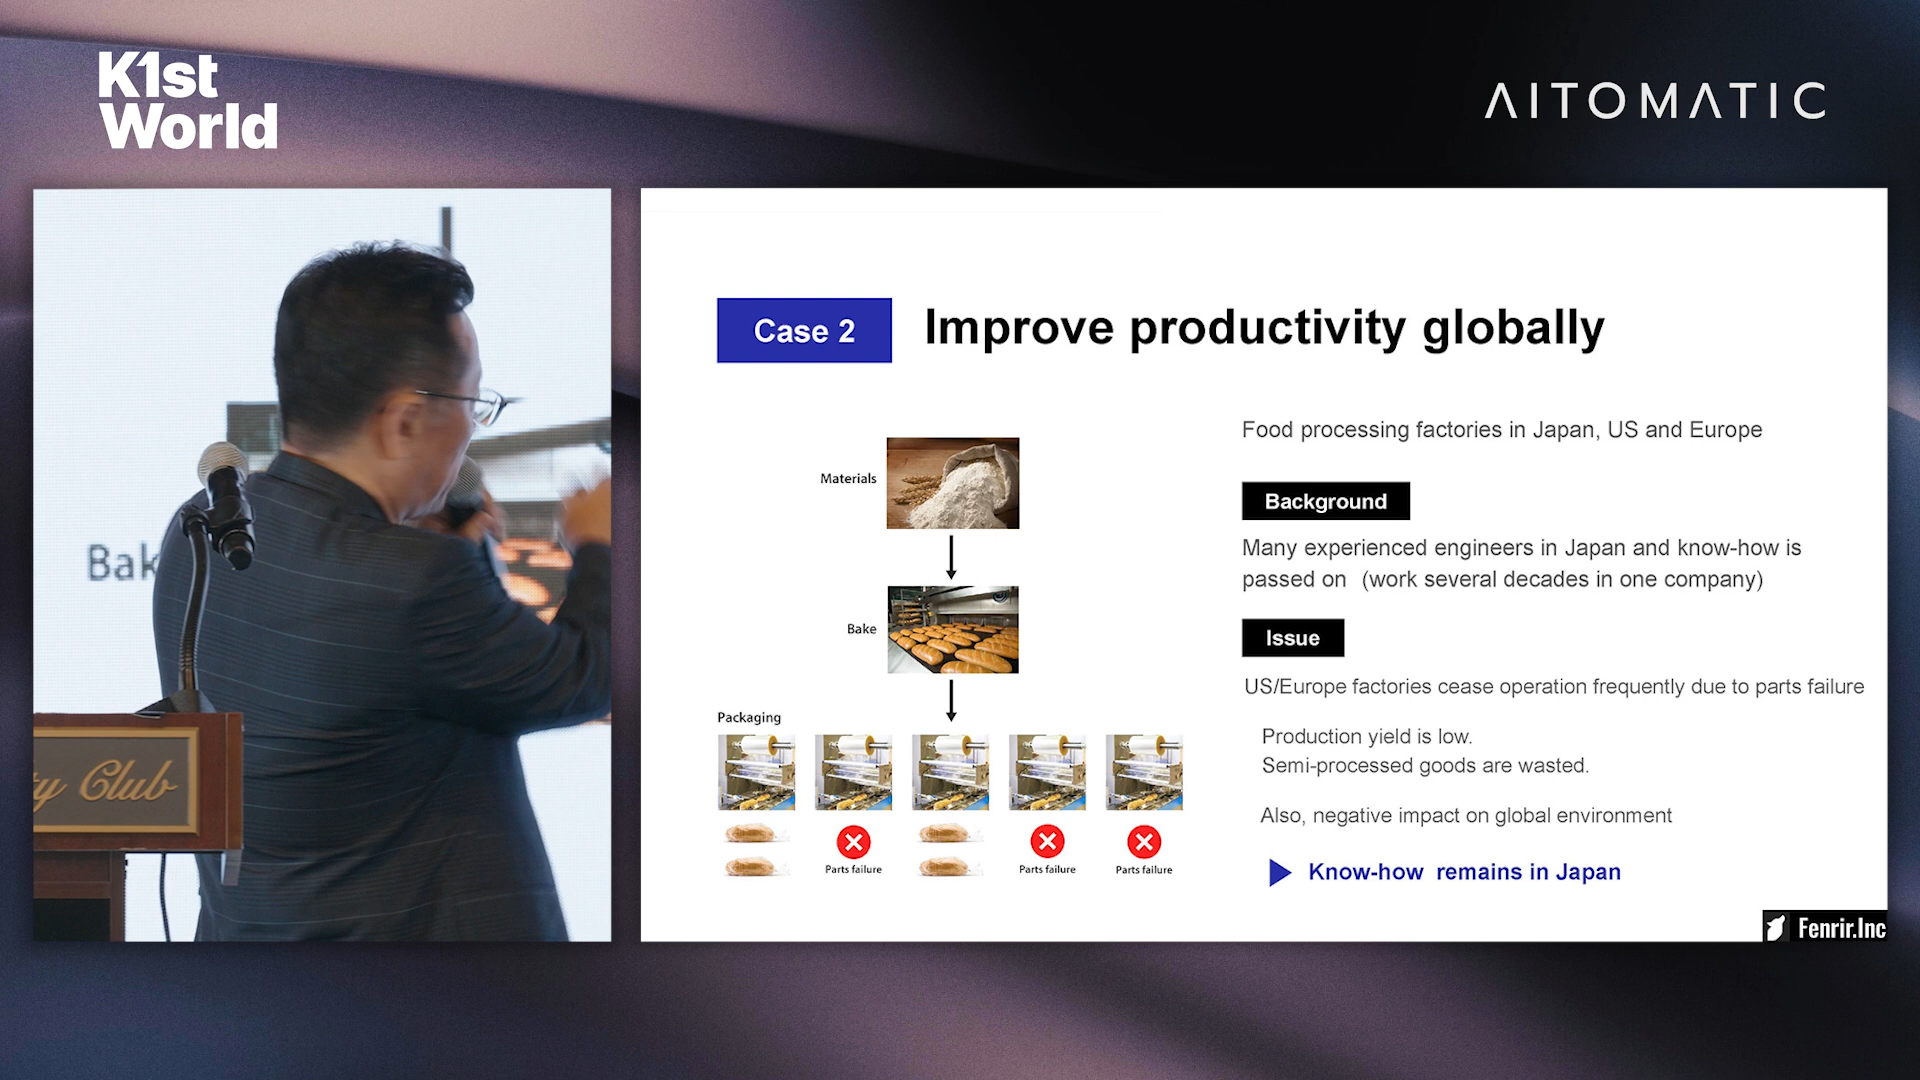 K1st
World
AITOMATIC
Bak
ty Club
Case 2
Improve productivity globally
Materials
Bake
Packaging
Parts failure
Parts failure
Parts failure
Food processing factories in Japan, US and Europe
Background
Many experienced engineers in Japan and know-how is
passed on (work several decades in one company)
Issue
US/Europe factories cease operation frequently due to parts failure
Production yield is low.
Semi-processed goods are wasted.
Also, negative impact on global environment
Know-how remains in Japan
Fenrir.Inc